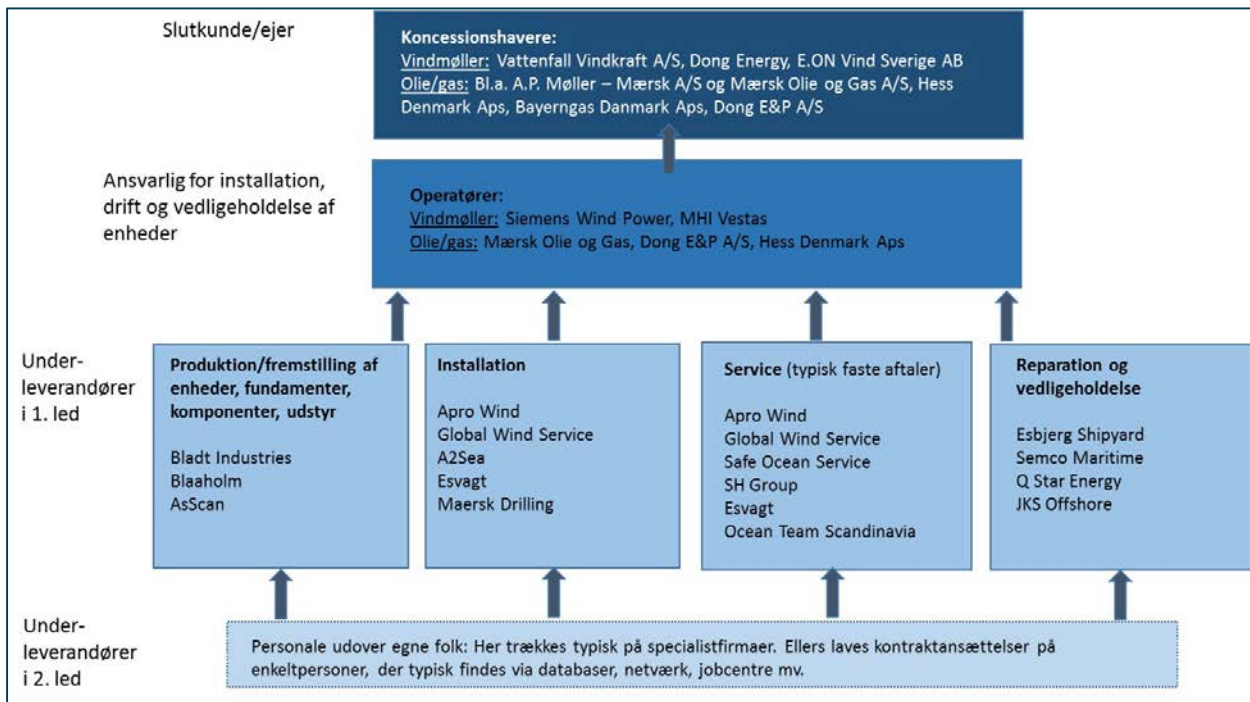 Slutkunde/ejer
Koncessionshavere:
Vindmøller: Vattenfall Vindkraft A/S, Dong Energy, E.ON Vind Sverige AB
Olie/gas: Bl.a. A.P. Møller – Mærsk A/S og Mærsk Olie og Gas A/S, Hess
Denmark Aps, Bayerngas Danmark Aps, Dong E&P A/S
Ansvarlig for installation,
drift og vedligeholdelse af
enheder
Operatører:
Vindmøller: Siemens Wind Power, MHI Vestas
Olie/gas: Mærsk Olie og Gas, Dong E&P A/S, Hess Denmark Aps
Under-
leverandører
i 1. led
Produktion/fremstilling af
enheder, fundamenter,
komponenter, udstyr
Bladt Industries
Blaaholm
AsScan
Installation
Apro Wind
Global Wind Service
A2Sea
Esvagt
Maersk Drilling
Service (typisk faste aftaler)
Apro Wind
Global Wind Service
Safe Ocean Service
SH Group
Esvagt
Ocean Team Scandinavia
Reparation og
vedligeholdelse
Esbjerg Shipyard
Semco Maritime
Q Star Energy
JKS Offshore
Under-
leverandører
i 2. led
Personale udover egne folk: Her trækkes typisk på specialistfirmaer. Ellers laves kontraktansættelser på
enkeltpersoner, der typisk findes via databaser, netværk, jobcentre mv.